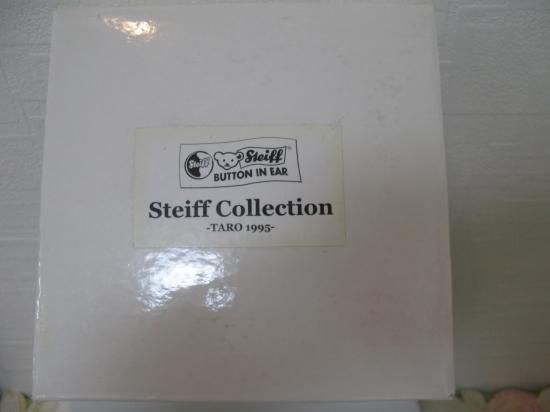 Steiff
Steiff®
BUTTON IN EAR
Steiff Collection
-TARO 1995-